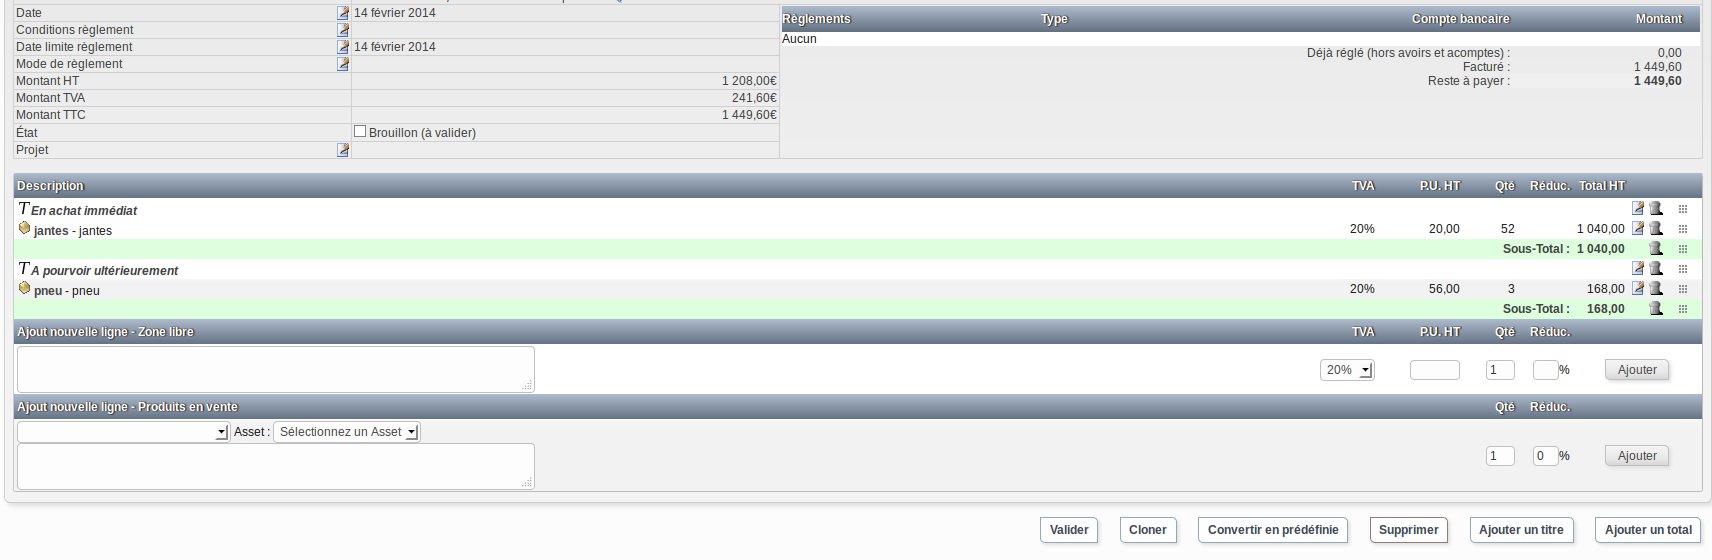 Date 14 février 2014
Conditions règlement
Date limite règlement 14 février 2014
Mode de règlement
Montant HT 1 208,00€
Montant TVA 241,60€
Montant TTC 1 449,60€
État Brouillon (à valider)
Projet
Règlements Type Compte bancaire Montant
Aucun
Déjà réglé (hors avoirs et acomptes) : 0,00
Facturé : 1 449,60
Reste à payer : 1 449,60
Description TVA P.U. HT Qté Réduc. Total HT
En achat immédiat
jantes - jantes 20% 20,00 52 1 040,00
Sous-Total : 1 040,00
A pourvoir ultérieurement
pneu - pneu 20% 56,00 3 168,00
Sous-Total : 168,00
Ajout nouvelle ligne - Zone libre TVA P.U. HT Qté Réduc.
20% 1 % Ajouter
Ajout nouvelle ligne - Produits en vente Qté Réduc.
Asset : Sélectionnez un Asset
1 0 % Ajouter
Valider Cloner Convertir en prédéfinie Supprimer Ajouter un titre Ajouter un total